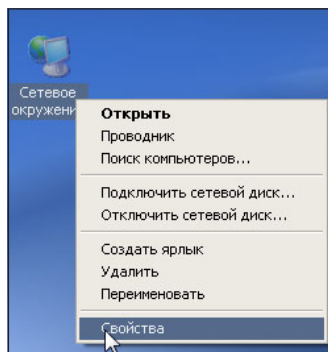 Сетевое
окружени
Открыть
Проводник
Поиск компьютеров...
Подключить сетевой диск...
Отключить сетевой диск...
Создать ярлык
Удалить
Переименовать
Свойства